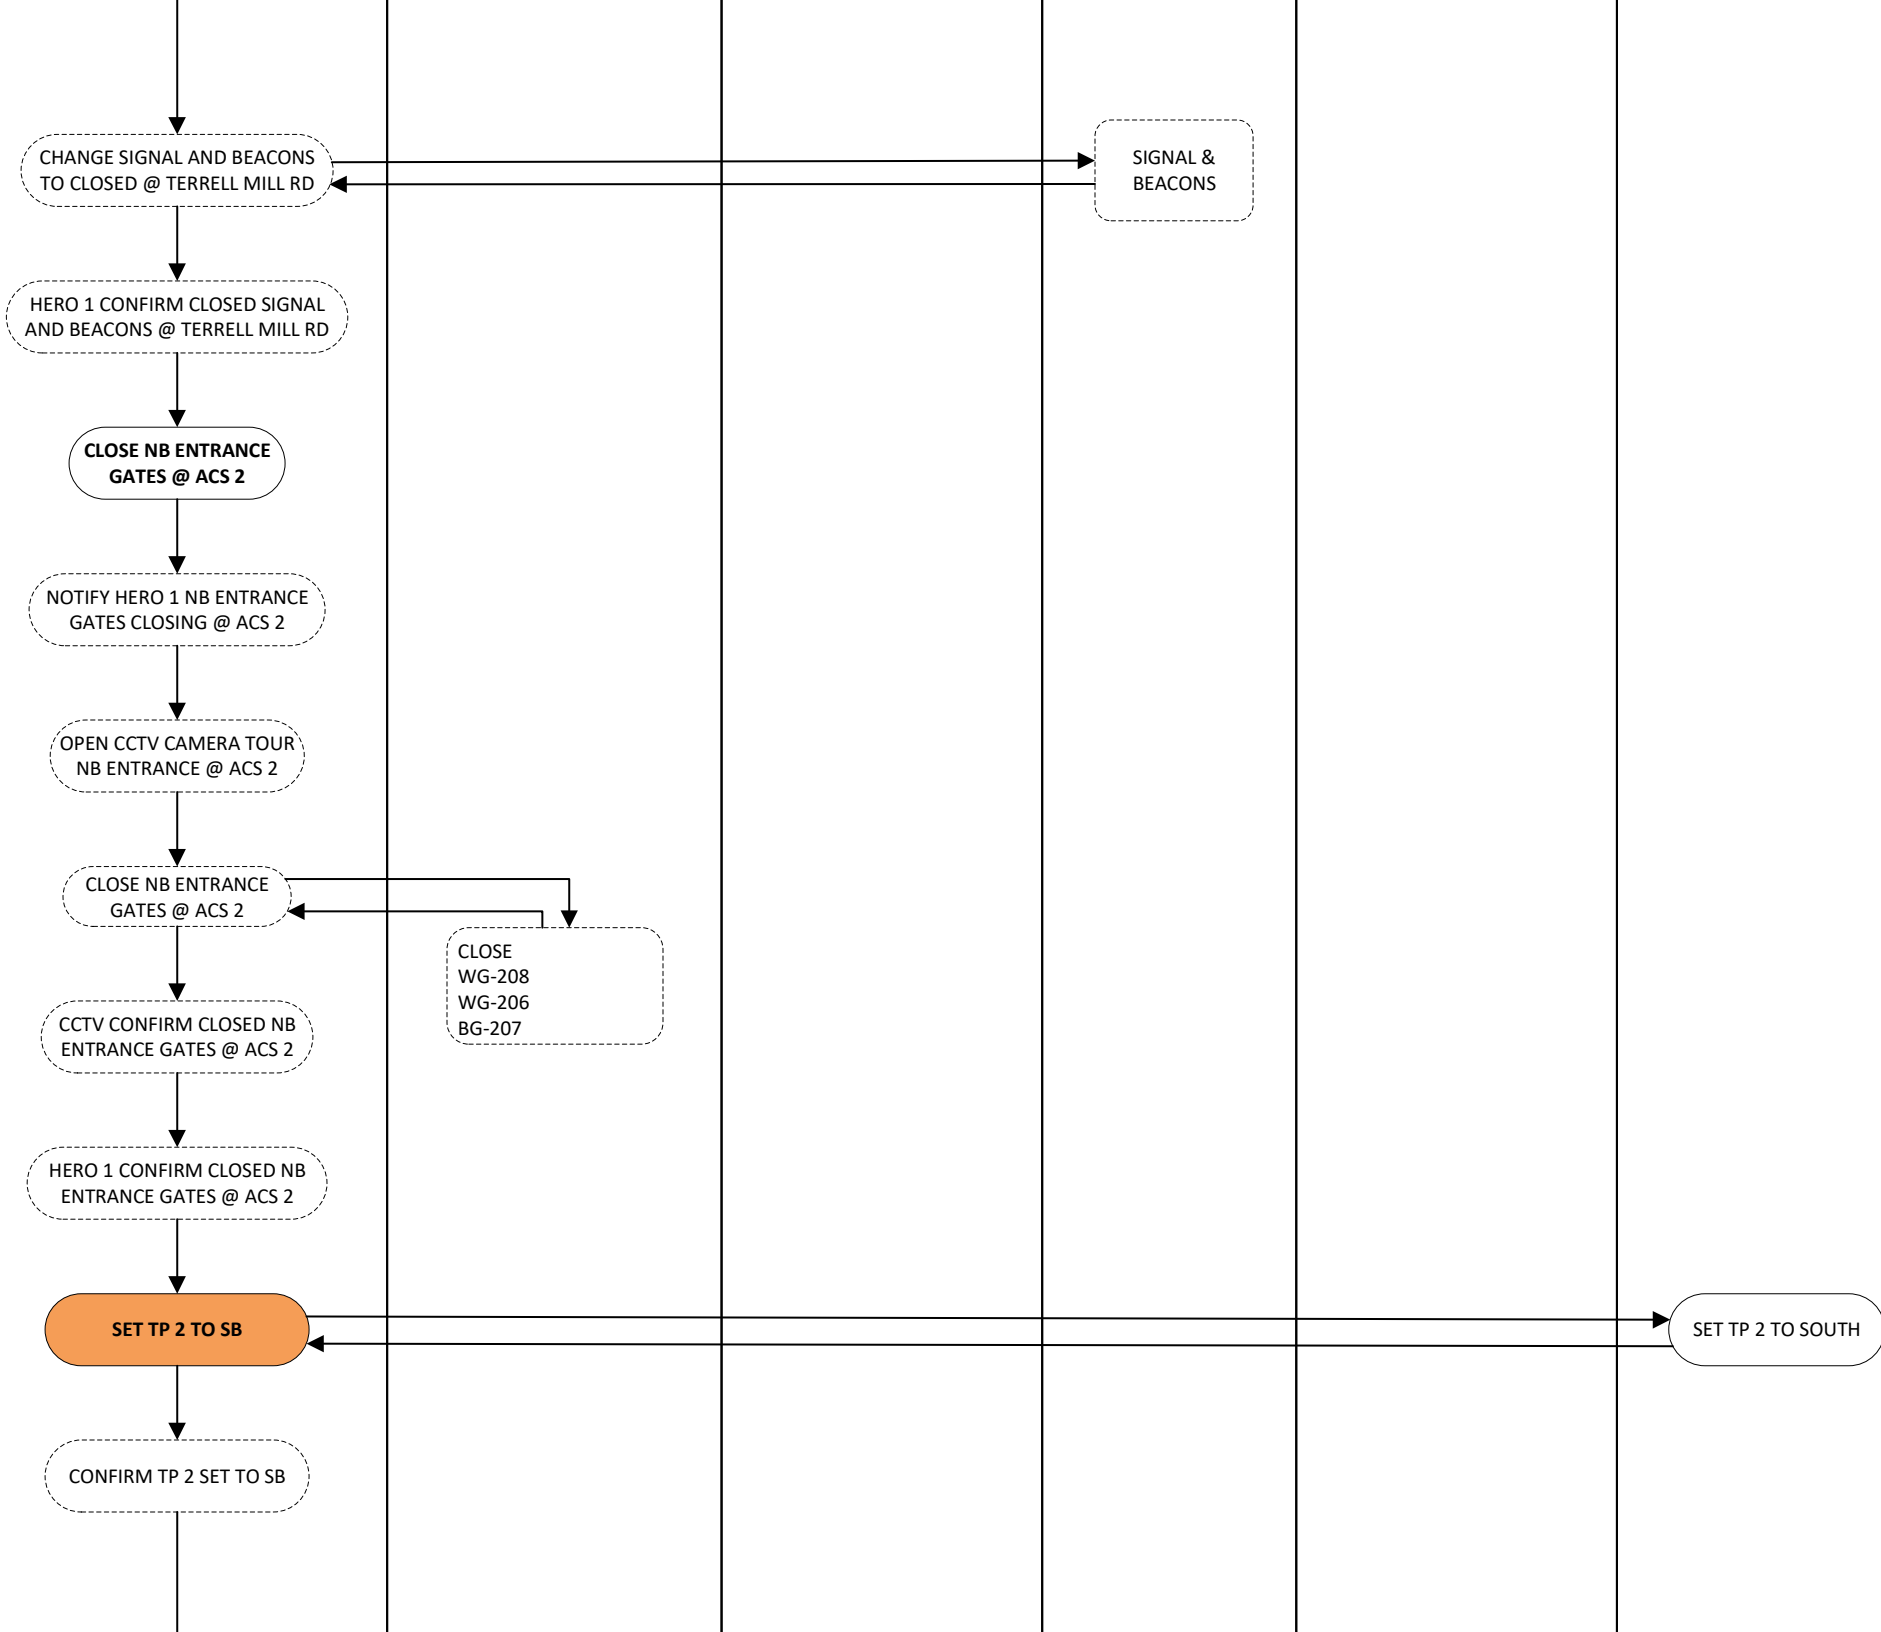 CHANGE SIGNAL AND BEACONS
TO CLOSED @ TERRELL MILL RD
SIGNAL &
BEACONS
HERO 1 CONFIRM CLOSED SIGNAL
AND BEACONS @ TERRELL MILL RD
CLOSE NB ENTRANCE
GATES @ ACS 2
NOTIFY HERO 1 NB ENTRANCE
GATES CLOSING @ ACS 2
OPEN CCTV CAMERA TOUR
NB ENTRANCE @ ACS 2
CLOSE NB ENTRANCE
GATES @ ACS 2
CLOSE
WG-208
WG-206
BG-207
CCTV CONFIRM CLOSED NB
ENTRANCE GATES @ ACS 2
HERO 1 CONFIRM CLOSED NB
ENTRANCE GATES @ ACS 2
SET TP 2 TO SB
SET TP 2 TO SOUTH
CONFIRM TP 2 SET TO SB